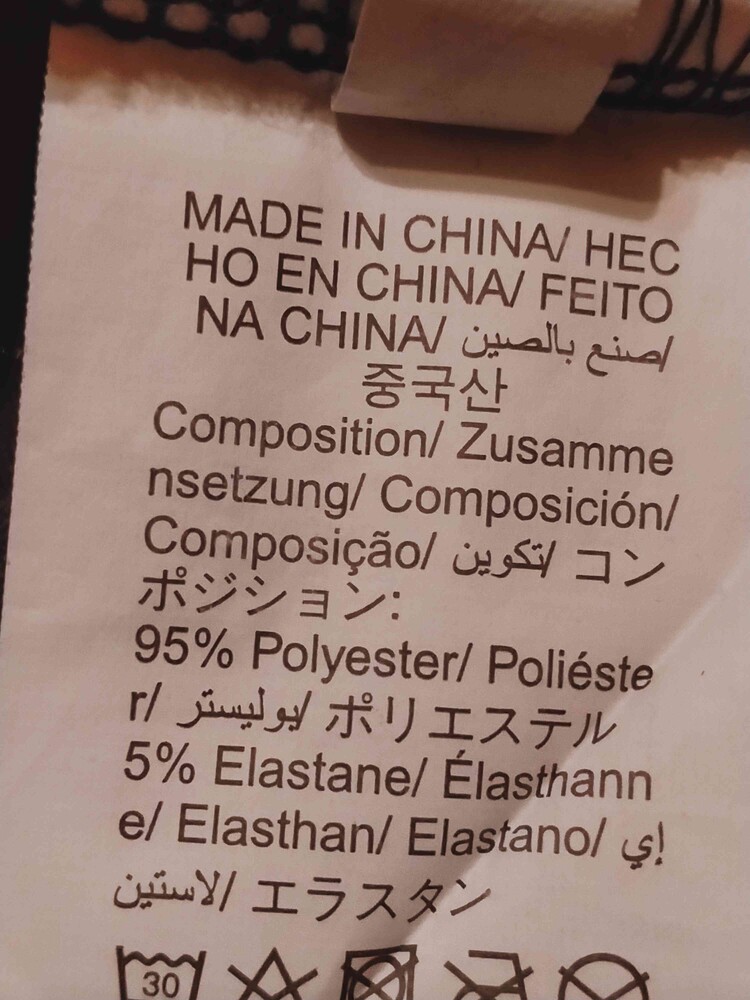 MADE IN CHINA/ HEC
HO EN CHINA/ FEITO
NA CHINA/ صنع بالصين/
중국산
Composition/ Zusamme
nsetzung/ Composición/
Composição/ تكوين/ コン
ポジション:
95% Polyester/ Poliéste
r/ بوليستر/ ポリエステル
5% Elastane/ Élasthann
e/ Elasthan/ Elastano/ إي
لاستين/ エラスタン
30